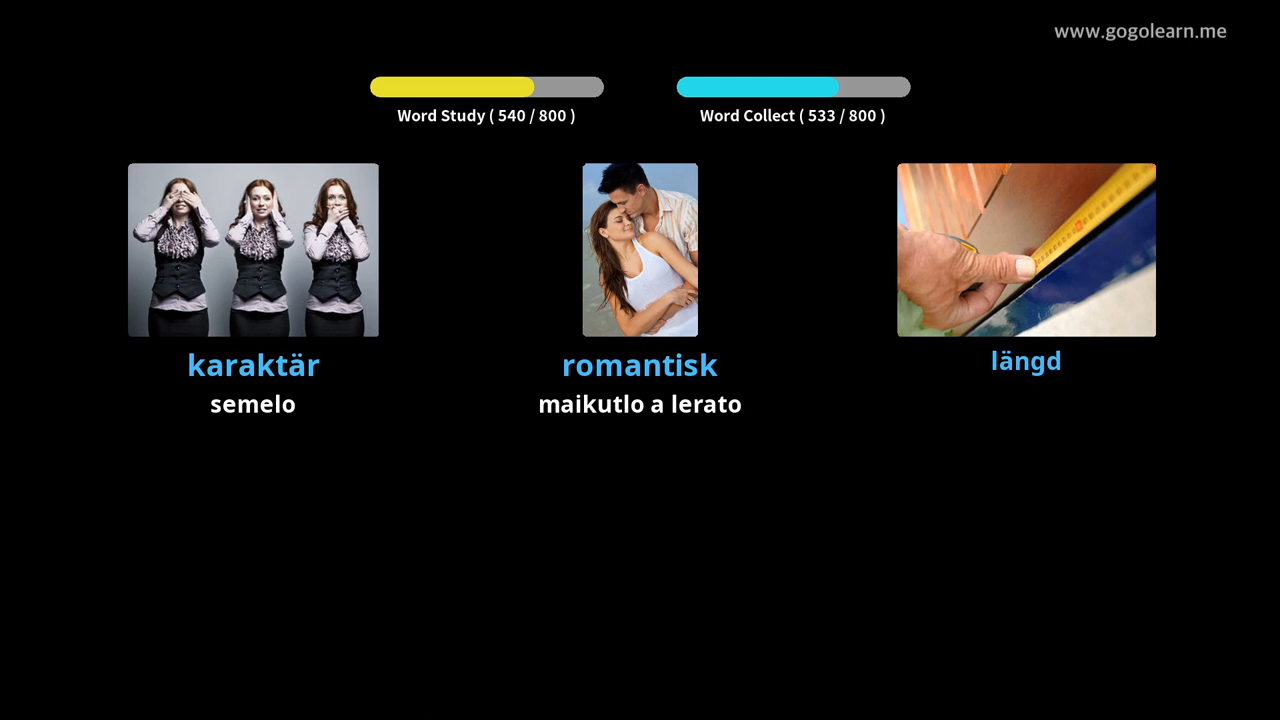 www.gogolearn.me
Word Study ( 540 / 800 )
Word Collect ( 533 / 800 )
karaktär
romantisk
längd
semelo
maikutlo a lerato